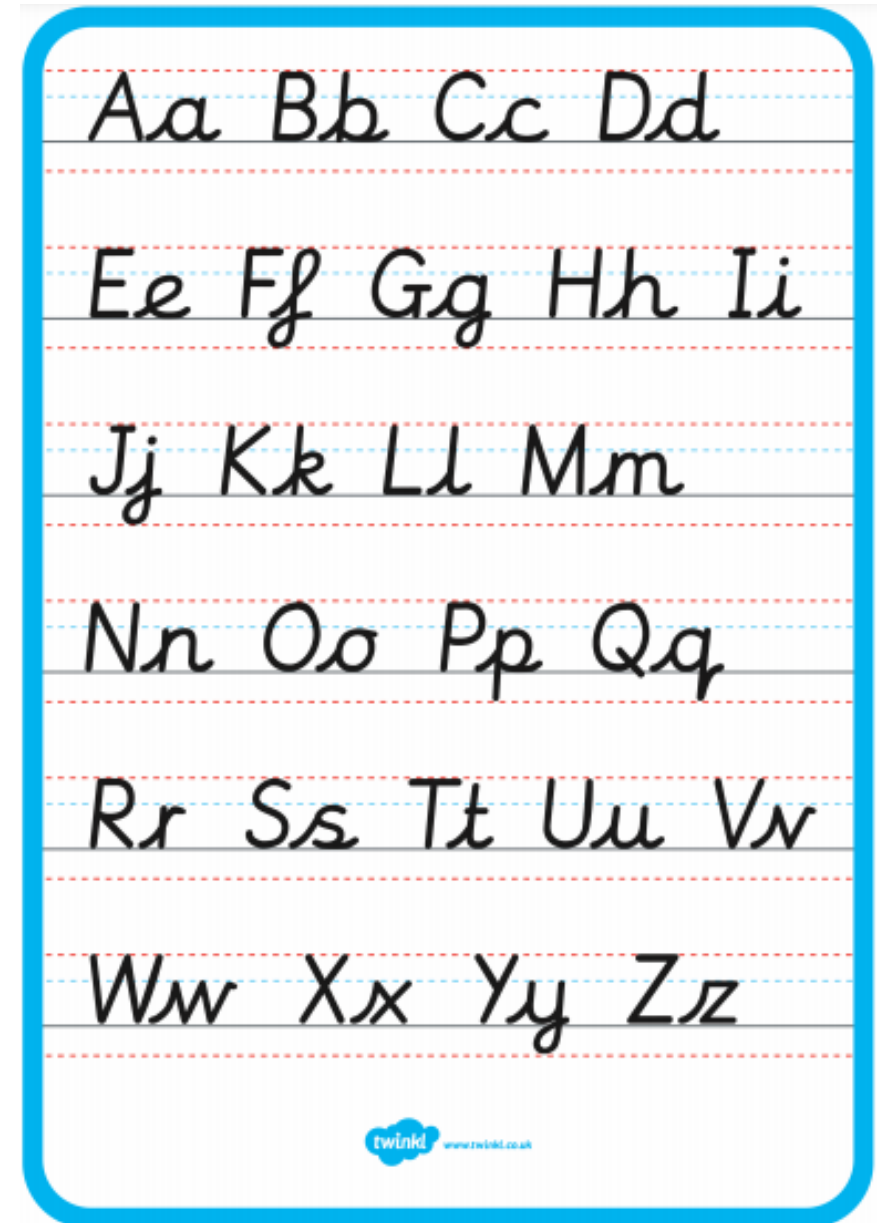 Aa Bb Cc Dd
Ee Ff Gg Hh Ii
Jj Kk Ll Mm
Nn Oo Pp Qq
Rr Ss Tt Uu Vv
Ww Xx Yy Zz
twinkl www.twinkl.co.uk